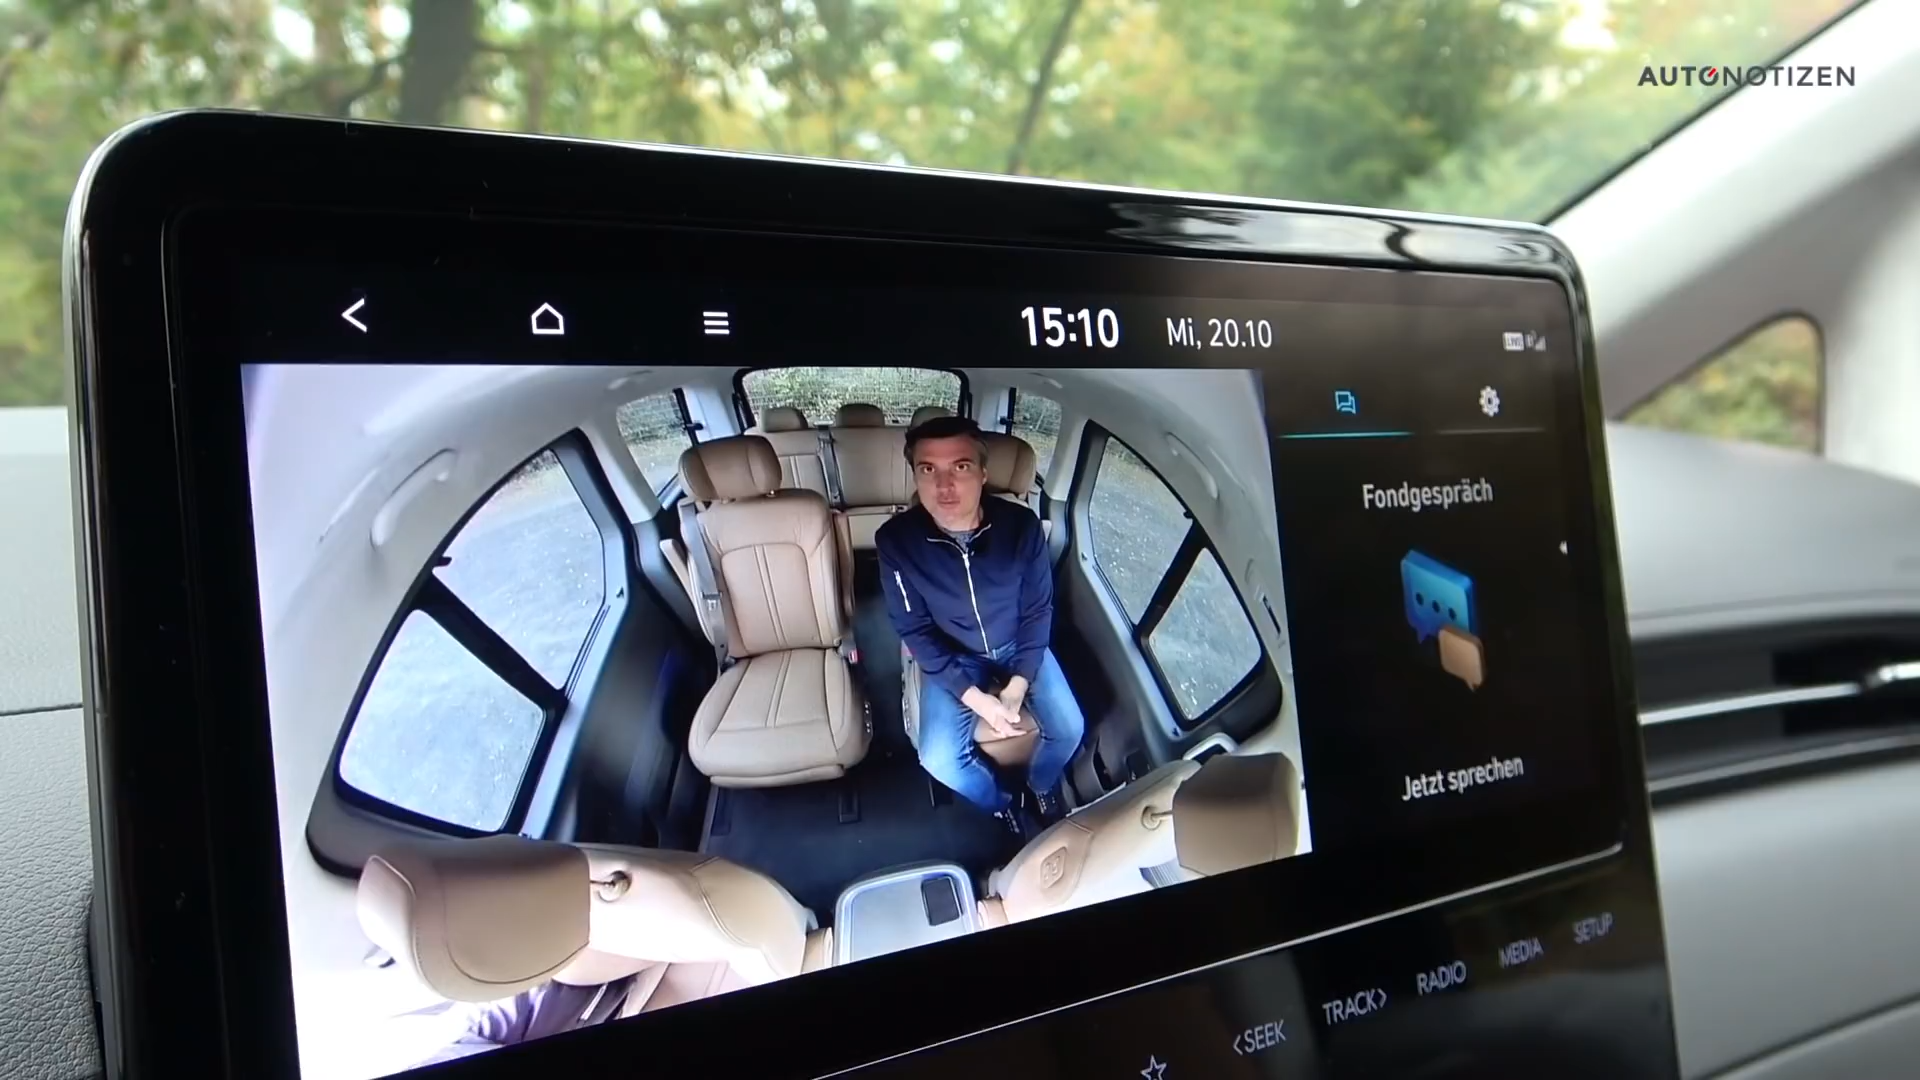 AUTONOTIZEN
15:10 Mi, 20.10
Fondgespräch
Jetzt sprechen
<SEEK TRACK> RADIO MEDIA SETUP